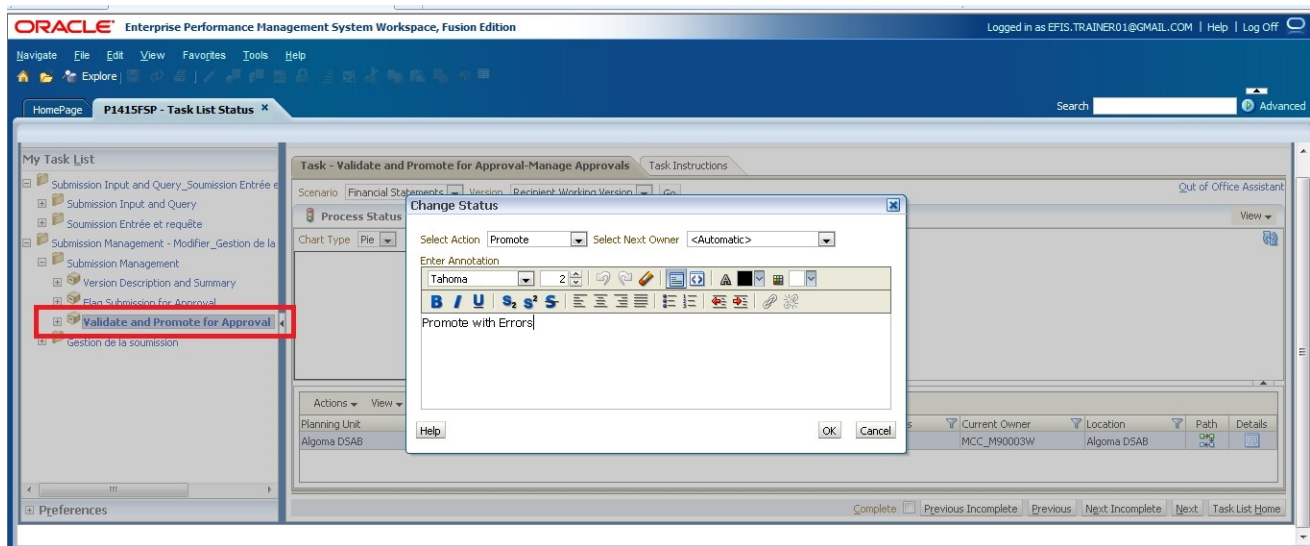 ORACLE Enterprise Performance Management System Workspace, Fusion Edition
Logged in as EFIS.TRAINER01@GMAIL.COM | Help | Log Off
Navigate File Edit View Favorites Tools Help
Explore
HomePage P1415FSP - Task List Status ×
Search Advanced
My Task List
Submission Input and Query_Soumission Entrée e
Submission Input and Query
Soumission Entrée et requête
Submission Management - Modifier_Gestion de la
Submission Management
Version Description and Summary
Flag Submission for Approval
Validate and Promote for Approval
Gestion de la soumission
Preferences
Task - Validate and Promote for Approval-Manage Approvals Task Instructions
Scenario Financial Statements Version Recipient Working Version Go
Out of Office Assistant
Process Status
View
Chart Type Pie
Change Status
Select Action Promote Select Next Owner <Automatic>
Enter Annotation
Tahoma 2
B I U S₂ S² S
Promote with Errors
Help OK Cancel
Actions View
Planning Unit s Current Owner Location Path Details
Algoma DSAB MCC_M90003W Algoma DSAB
Complete Previous Incomplete Previous Next Incomplete Next Task List Home